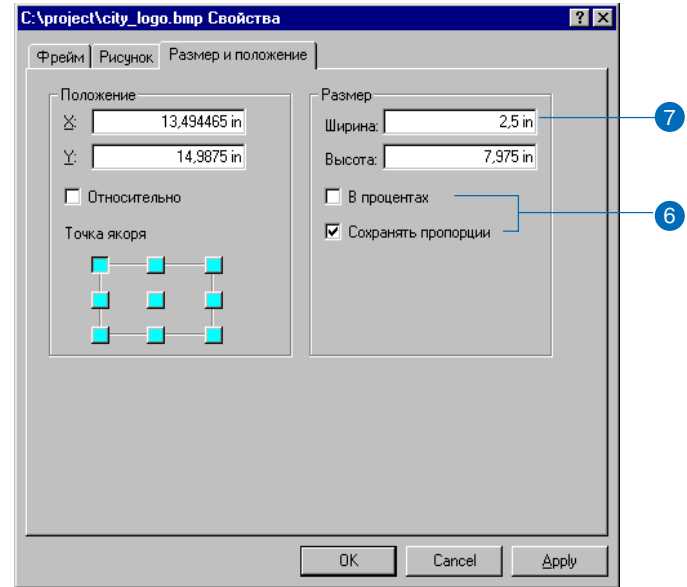 C:\project\city_logo.bmp Свойства
Фрейм Рисунок Размер и положение
Положение
X: 13,494465 in
Y: 14,9875 in
Относительно
Точка якоря
Размер
Ширина: 2,5 in
Высота: 7,975 in
В процентах
Сохранять пропорции
7
6
OK Cancel Apply